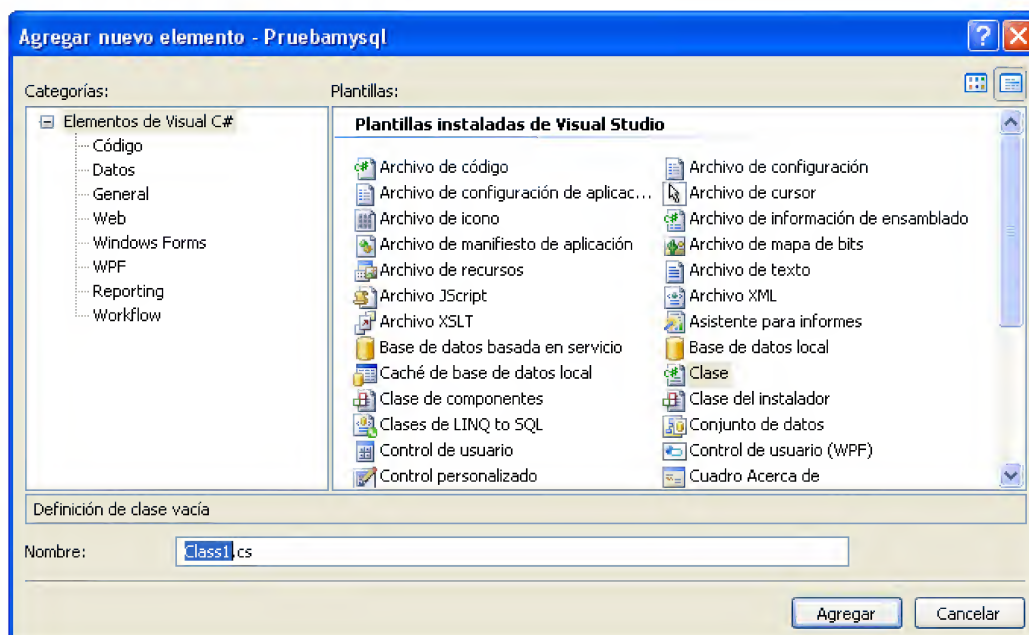 Agregar nuevo elemento - Pruebamysql
Categorías:
Plantillas:
Elementos de Visual C#
Código
Datos
General
Web
Windows Forms
WPF
Reporting
Workflow
Plantillas instaladas de Visual Studio
Archivo de código
Archivo de configuración
Archivo de configuración de aplicac...
Archivo de cursor
Archivo de icono
Archivo de información de ensamblado
Archivo de manifiesto de aplicación
Archivo de mapa de bits
Archivo de recursos
Archivo de texto
Archivo JScript
Archivo XML
Archivo XSLT
Asistente para informes
Base de datos basada en servicio
Base de datos local
Caché de base de datos local
Clase
Clase de componentes
Clase del instalador
Clases de LINQ to SQL
Conjunto de datos
Control de usuario
Control de usuario (WPF)
Control personalizado
Cuadro Acerca de
Definición de clase vacía
Nombre:
Class1.cs
Agregar
Cancelar